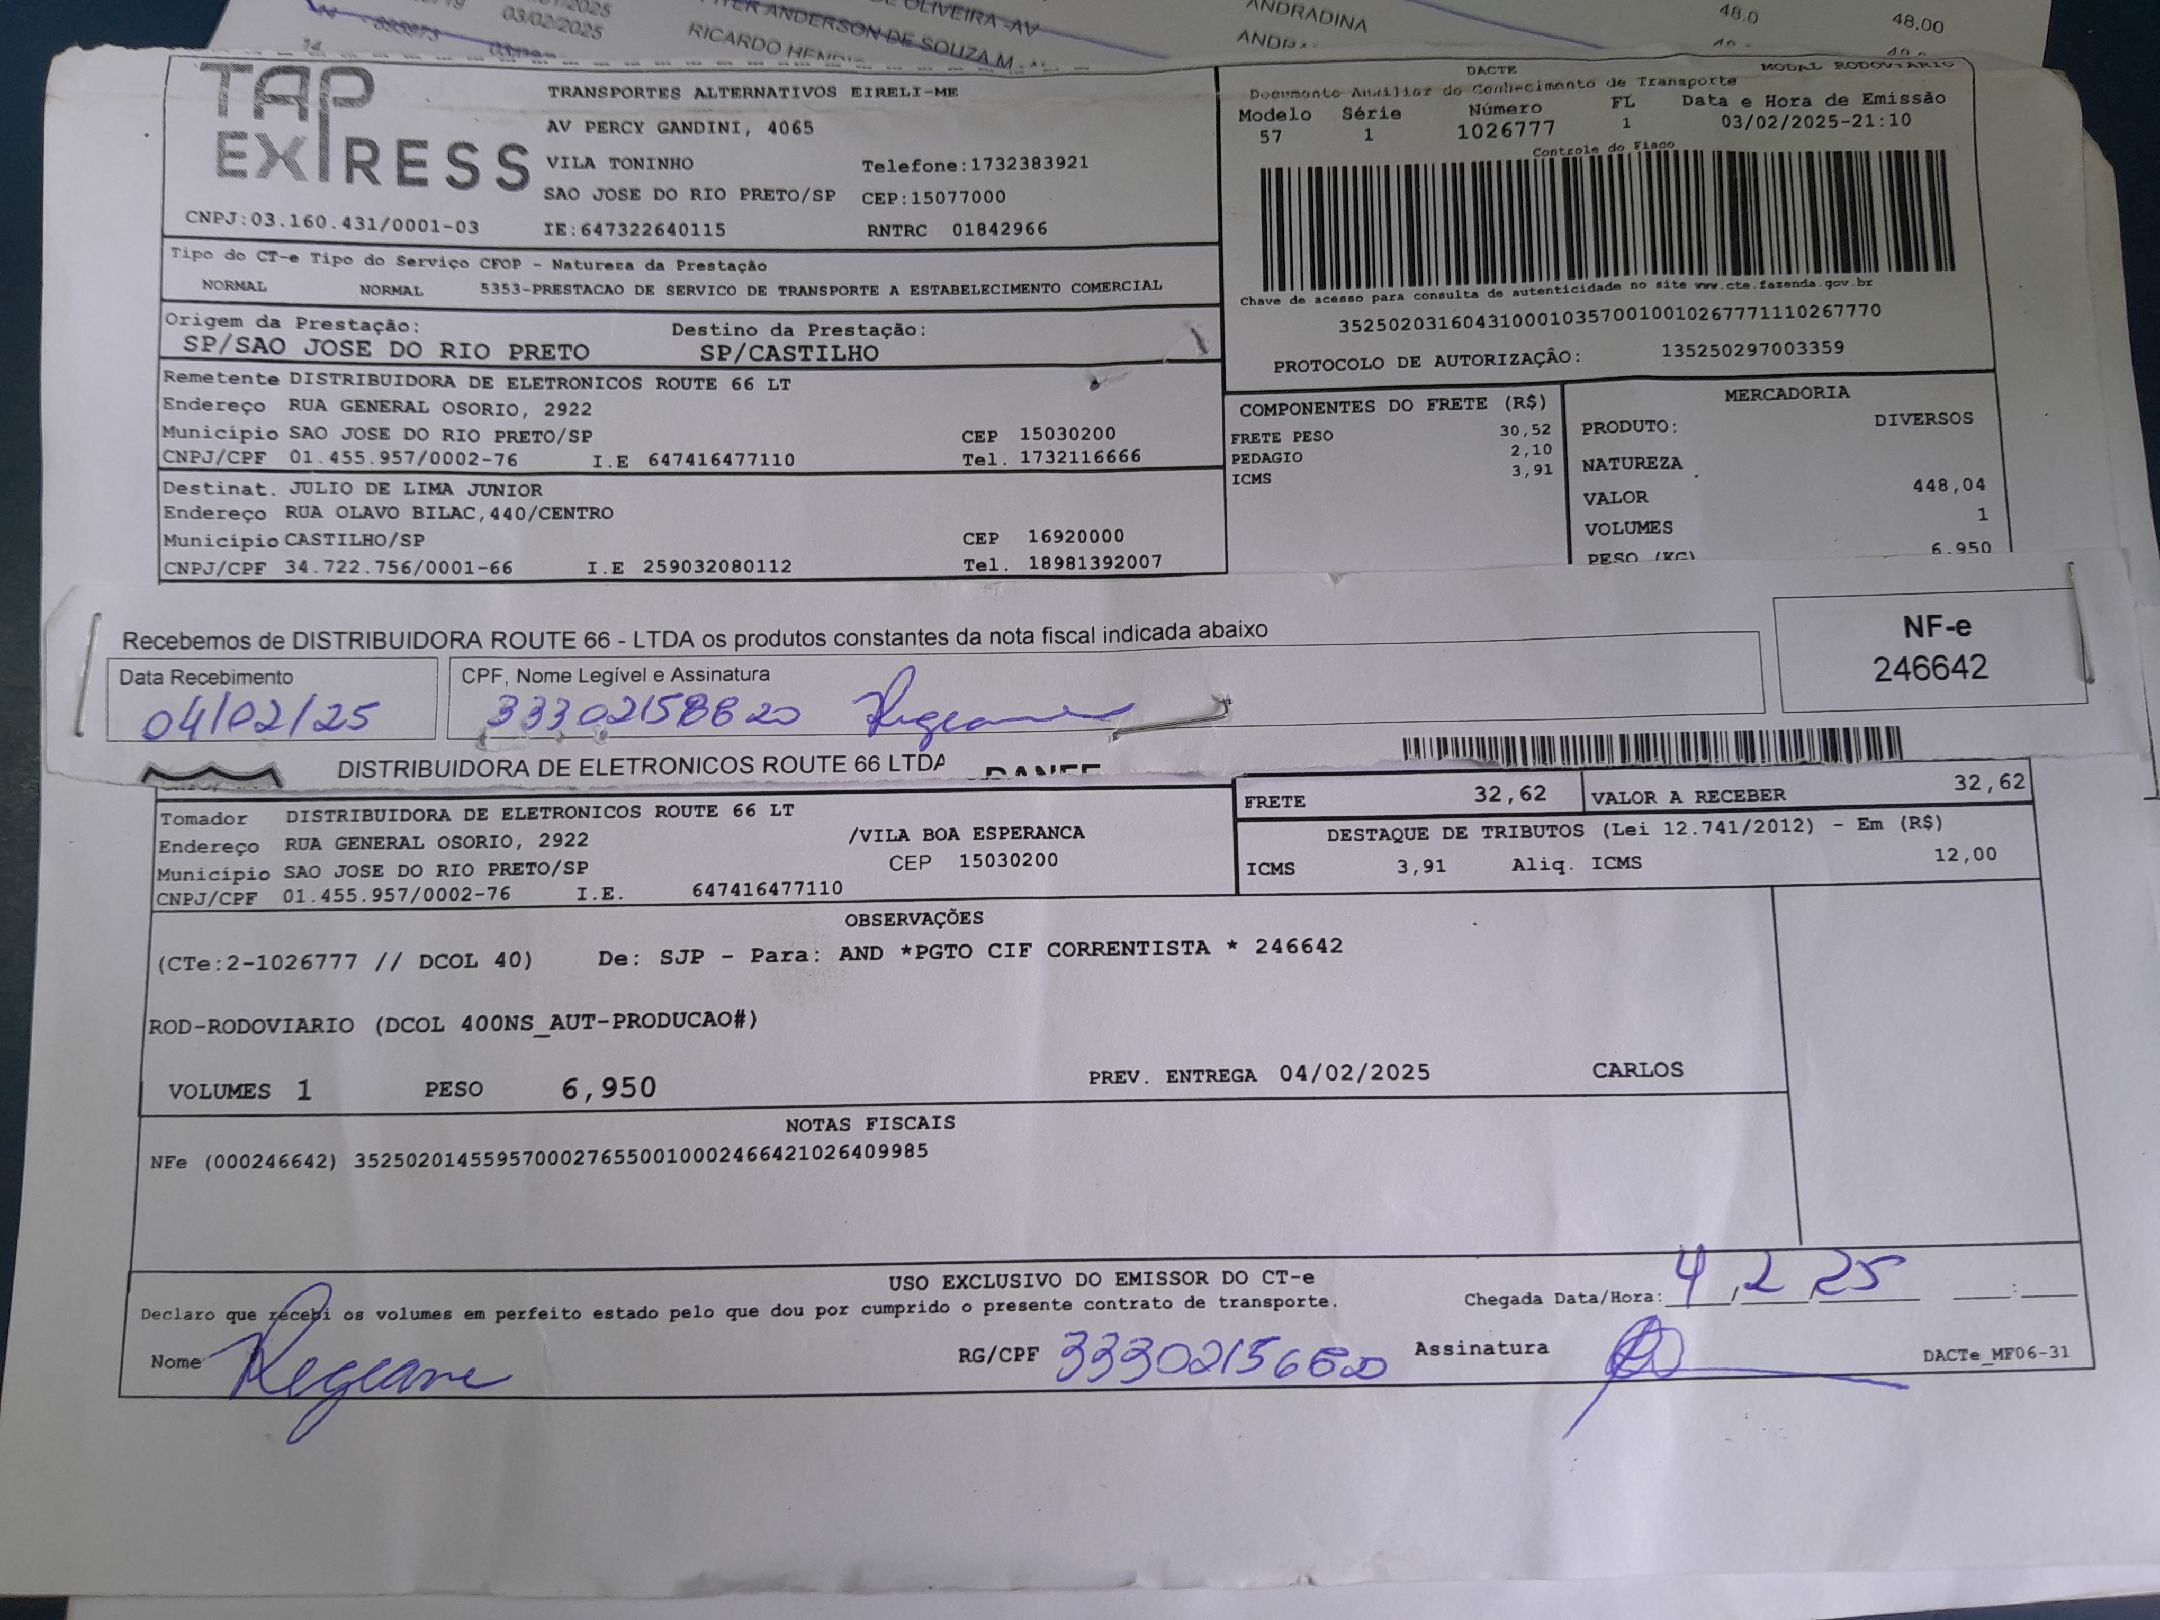 03/02/2025
RICARDO
ANDERSON DE SOUZA M
OLIVEIRA -AV
ANDRADINA
48,0
48,00
TAP
EXPRESS
TRANSPORTES ALTERNATIVOS EIRELI-ME
AV PERCY GANDINI, 4065
VILA TONINHO Telefone:1732383921
SAO JOSE DO RIO PRETO/SP CEP:15077000
CNPJ:03.160.431/0001-03 IE:647322640115 RNTRC 01842966
DACTE MODAL RODOVIARIO
Documento Auxiliar do Conhecimento de Transporte
Modelo Série Número FL Data e Hora de Emissão
57 1 1026777 1 03/02/2025-21:10
Controle do Fisco
Chave de acesso para consulta de autenticidade no site www.cte.fazenda.gov.br
35250203160431000103570010010267771110267770
PROTOCOLO DE AUTORIZAÇÃO: 135250297003359
Tipo do CT-e Tipo do Serviço CFOP - Natureza da Prestação
NORMAL NORMAL 5353-PRESTACAO DE SERVICO DE TRANSPORTE A ESTABELECIMENTO COMERCIAL
Origem da Prestação: Destino da Prestação:
SP/SAO JOSE DO RIO PRETO SP/CASTILHO
Remetente DISTRIBUIDORA DE ELETRONICOS ROUTE 66 LT
Endereço RUA GENERAL OSORIO, 2922
Município SAO JOSE DO RIO PRETO/SP CEP 15030200
CNPJ/CPF 01.455.957/0002-76 I.E 647416477110 Tel. 1732116666
Destinat. JULIO DE LIMA JUNIOR
Endereço RUA OLAVO BILAC,440/CENTRO
Município CASTILHO/SP CEP 16920000
CNPJ/CPF 34.722.756/0001-66 I.E 259032080112 Tel. 18981392007
COMPONENTES DO FRETE (R$)
FRETE PESO 30,52
PEDAGIO 2,10
ICMS 3,91
MERCADORIA
PRODUTO: DIVERSOS
NATUREZA
VALOR 448,04
VOLUMES 1
PESO (KG) 6,950
Recebemos de DISTRIBUIDORA ROUTE 66 - LTDA os produtos constantes da nota fiscal indicada abaixo
Data Recebimento CPF, Nome Legível e Assinatura
04/02/25 33302158820 Regeane
NF-e
246642
DISTRIBUIDORA DE ELETRONICOS ROUTE 66 LTDA DANFE
Tomador DISTRIBUIDORA DE ELETRONICOS ROUTE 66 LT
Endereço RUA GENERAL OSORIO, 2922 /VILA BOA ESPERANCA
Município SAO JOSE DO RIO PRETO/SP CEP 15030200
CNPJ/CPF 01.455.957/0002-76 I.E. 647416477110
FRETE 32,62 VALOR A RECEBER 32,62
DESTAQUE DE TRIBUTOS (Lei 12.741/2012) - Em (R$)
ICMS 3,91 Aliq. ICMS 12,00
OBSERVAÇÕES
(CTe:2-1026777 // DCOL 40) De: SJP - Para: AND *PGTO CIF CORRENTISTA * 246642
ROD-RODOVIARIO (DCOL 400NS_AUT-PRODUCAO#)
VOLUMES 1 PESO 6,950 PREV. ENTREGA 04/02/2025 CARLOS
NOTAS FISCAIS
NFe (000246642) 35250201455957000276550010002466421026409985
USO EXCLUSIVO DO EMISSOR DO CT-e
Declaro que recebi os volumes em perfeito estado pelo que dou por cumprido o presente contrato de transporte. Chegada Data/Hora: 4/2/25 __:__
Nome Regeane RG/CPF Assinatura DACTe_MF06-31